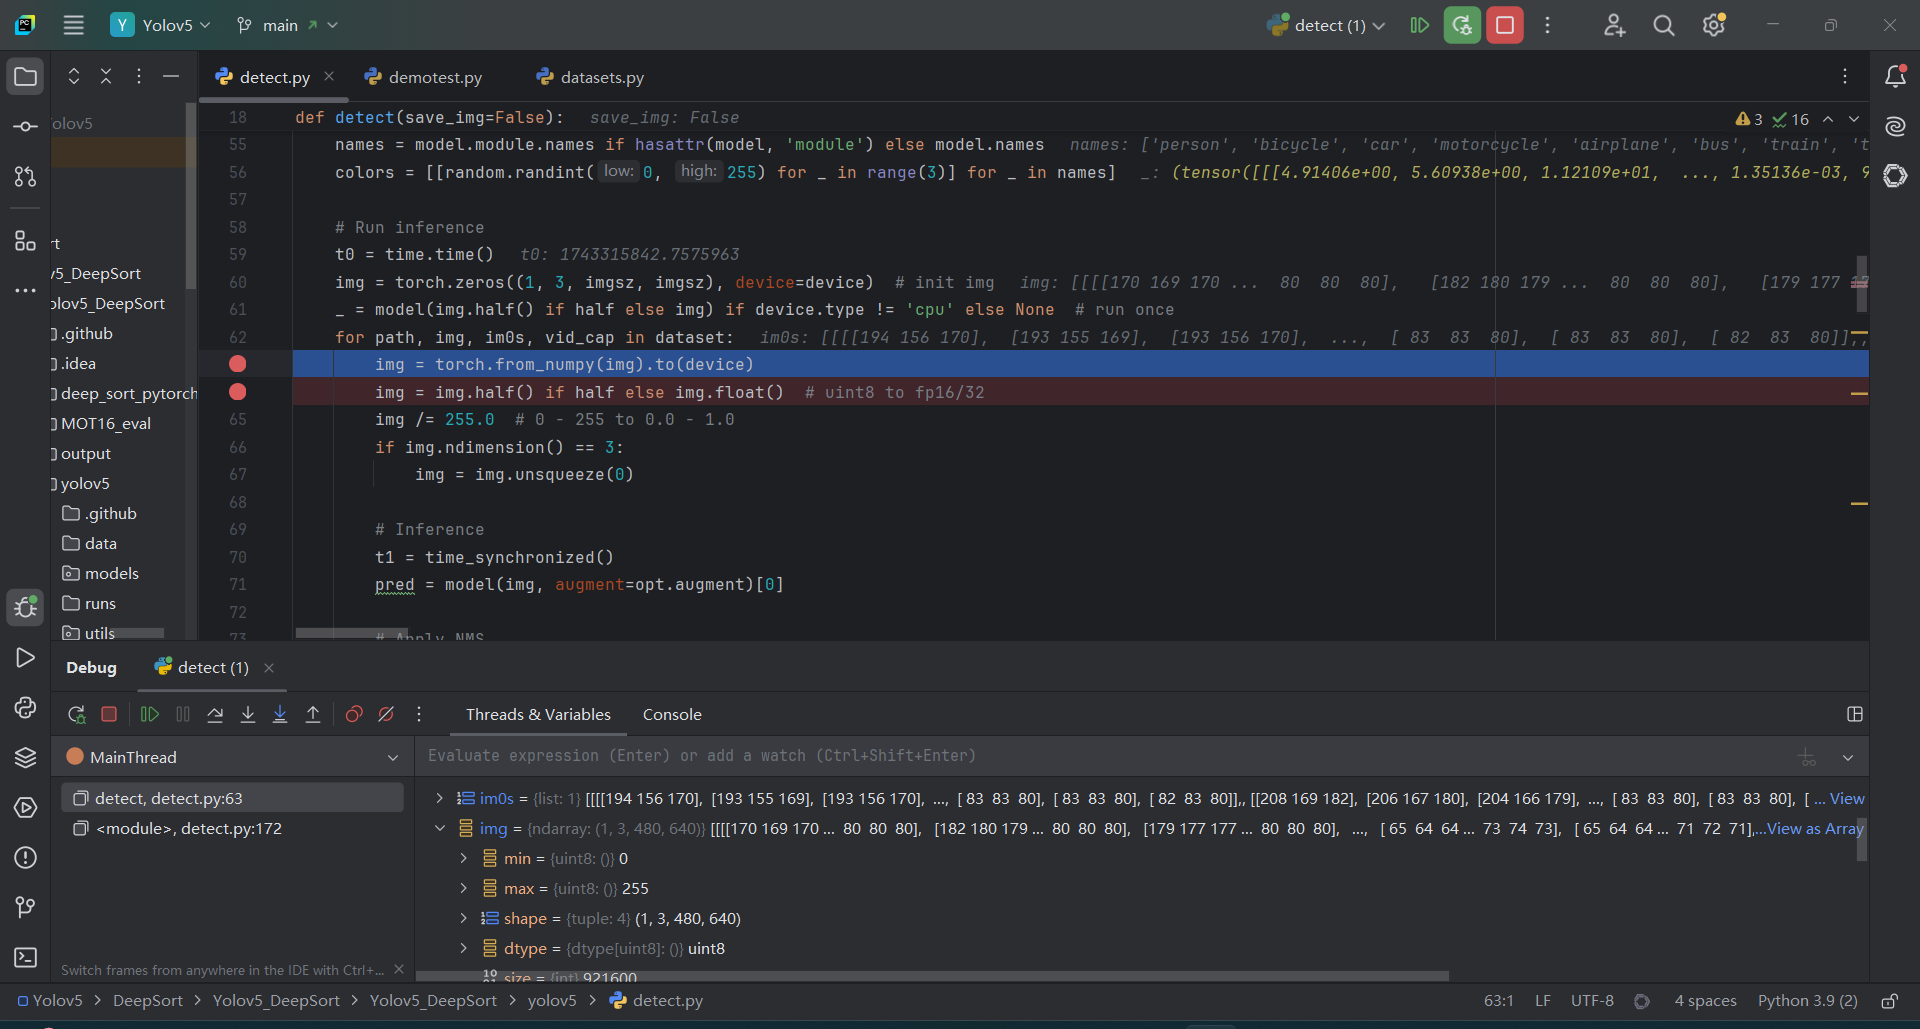 Y Yolov5 main detect (1)
detect.py demotest.py datasets.py
18 def detect(save_img=False): save_img: False 3 16
55 names = model.module.names if hasattr(model, 'module') else model.names names: ['person', 'bicycle', 'car', 'motorcycle', 'airplane', 'bus', 'train', 't
56 colors = [[random.randint( low: 0, high: 255) for _ in range(3)] for _ in names] _: (tensor([[[4.91406e+00, 5.60938e+00, 1.12109e+01, ..., 1.35136e-03, 9
57
58 # Run inference
59 t0 = time.time() t0: 1743315842.7575963
60 img = torch.zeros((1, 3, imgsz, imgsz), device=device) # init img img: [[[[170 169 170 ... 80 80 80], [182 180 179 ... 80 80 80], [179 177 17
61 _ = model(img.half() if half else img) if device.type != 'cpu' else None # run once
62 for path, img, im0s, vid_cap in dataset: im0s: [[[[194 156 170], [193 155 169], [193 156 170], ..., [ 83 83 80], [ 83 83 80], [ 82 83 80]],,
img = torch.from_numpy(img).to(device)
img = img.half() if half else img.float() # uint8 to fp16/32
65 img /= 255.0 # 0 - 255 to 0.0 - 1.0
66 if img.ndimension() == 3:
67 img = img.unsqueeze(0)
68
69 # Inference
70 t1 = time_synchronized()
71 pred = model(img, augment=opt.augment)[0]
72
73 # Apply NMS
olov5
rt
v5_DeepSort
olov5_DeepSort
.github
.idea
deep_sort_pytorch
MOT16_eval
output
yolov5
.github
data
models
runs
utils
Debug detect (1)
Threads & Variables Console
MainThread
Evaluate expression (Enter) or add a watch (Ctrl+Shift+Enter)
detect, detect.py:63
<module>, detect.py:172
im0s = {list: 1} [[[[194 156 170], [193 155 169], [193 156 170], ..., [ 83 83 80], [ 83 83 80], [ 82 83 80]],, [[208 169 182], [206 167 180], [204 166 179], ..., [ 83 83 80], [ 83 83 80], [ ... View
img = {ndarray: (1, 3, 480, 640)} [[[[170 169 170 ... 80 80 80], [182 180 179 ... 80 80 80], [179 177 177 ... 80 80 80], ..., [ 65 64 64 ... 73 74 73], [ 65 64 64 ... 71 72 71],...View as Array
min = {uint8: ()} 0
max = {uint8: ()} 255
shape = {tuple: 4} (1, 3, 480, 640)
dtype = {dtype[uint8]: ()} uint8
size = {int} 921600
Switch frames from anywhere in the IDE with Ctrl+...
Yolov5 > DeepSort > Yolov5_DeepSort > Yolov5_DeepSort > yolov5 > detect.py
63:1 LF UTF-8 4 spaces Python 3.9 (2)